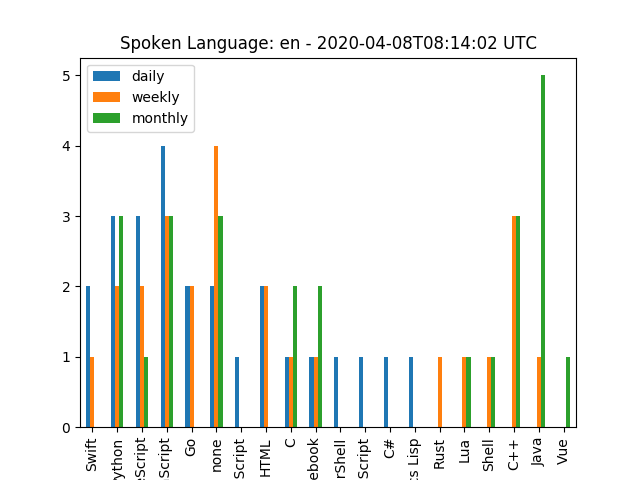 Spoken Language: en - 2020-04-08T08:14:02 UTC
daily
weekly
monthly
5
4
3
2
1
0
Swift
ython
eScript
Script
Go
none
Script
HTML
C
ebook
rShell
Script
C#
s Lisp
Rust
Lua
Shell
C++
Java
Vue